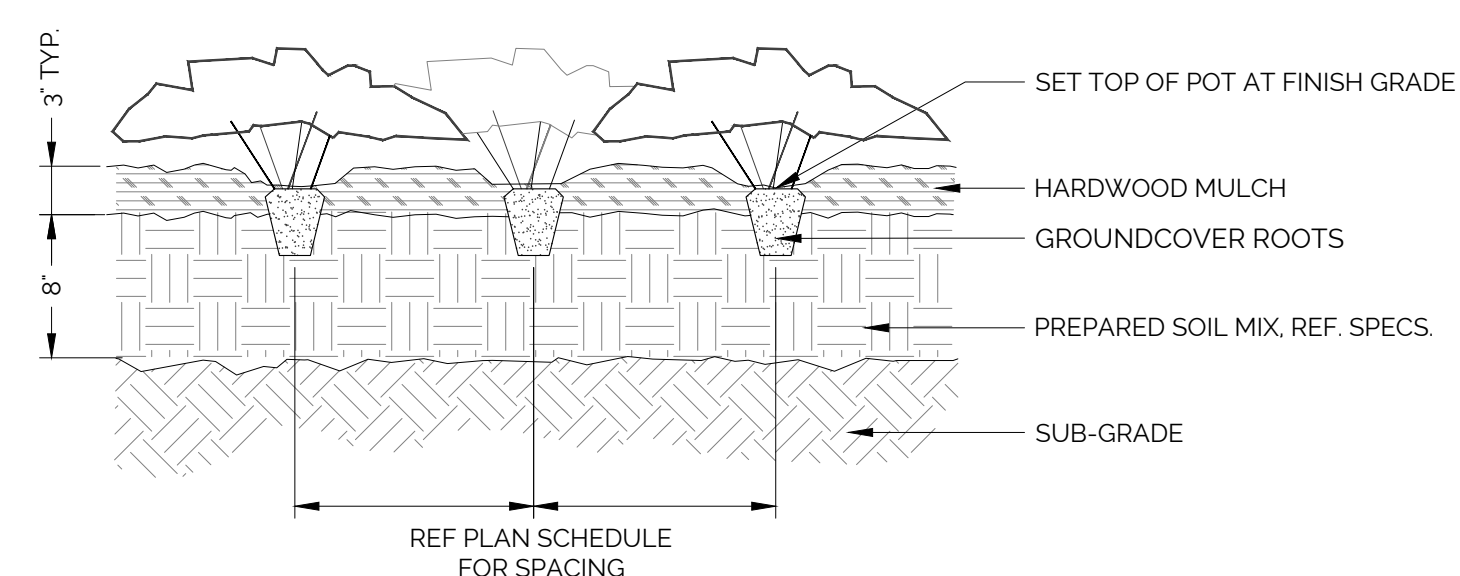 3" TYP.
8"
SET TOP OF POT AT FINISH GRADE
HARDWOOD MULCH
GROUNDCOVER ROOTS
PREPARED SOIL MIX, REF. SPECS.
SUB-GRADE
REF PLAN SCHEDULE
FOR SPACING